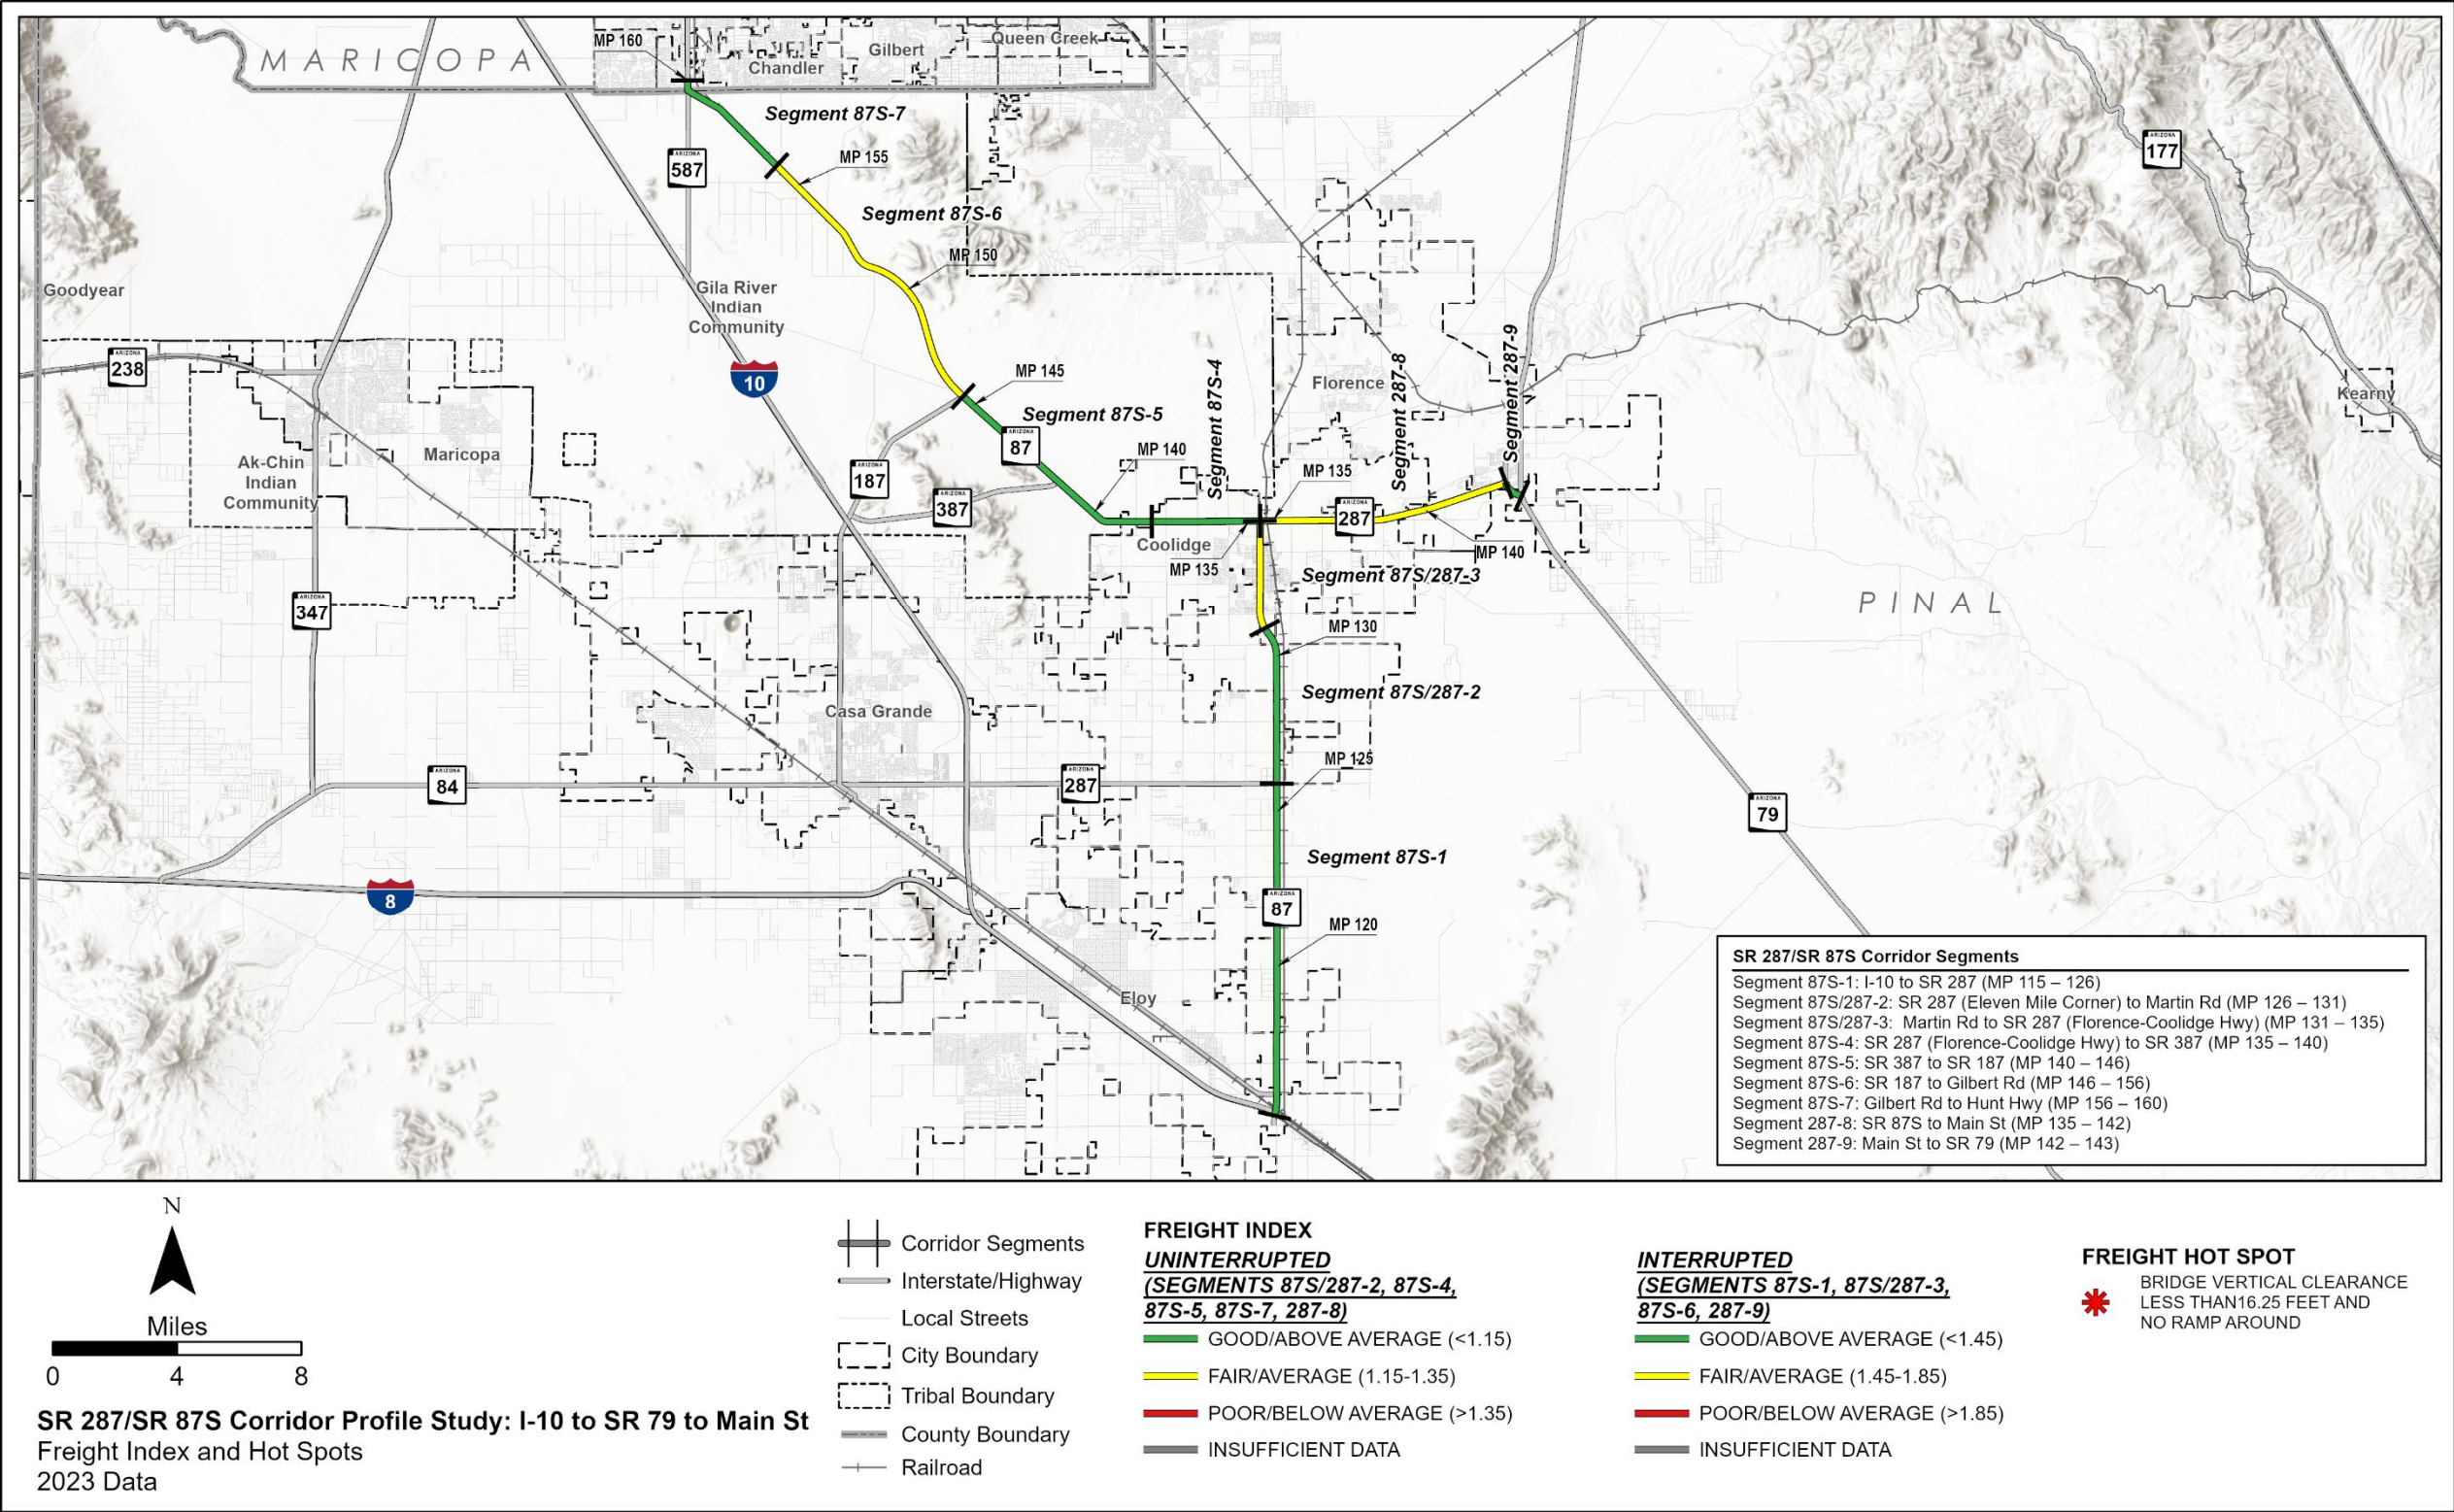 MARICOPA
MP 160
Chandler
Gilbert
Queen Creek
Segment 87S-7
ARIZONA
587
MP 155
ARIZONA
177
Segment 87S-6
MP 150
Goodyear
Gila River
Indian
Community
ARIZONA
238
10
MP 145
Segment 87S-5
ARIZONA
87
Segment 87S-4
Florence
Segment 287-8
Segment 287-9
Kearny
Ak-Chin
Indian
Community
Maricopa
ARIZONA
187
ARIZONA
387
MP 140
MP 135
ARIZONA
287
MP 140
Coolidge
MP 135
Segment 87S/287-3
ARIZONA
347
MP 130
PINAL
Segment 87S/287-2
Casa Grande
MP 125
ARIZONA
84
ARIZONA
287
ARIZONA
79
Segment 87S-1
8
ARIZONA
87
MP 120
Eloy
SR 287/SR 87S Corridor Segments
Segment 87S-1: I-10 to SR 287 (MP 115 – 126)
Segment 87S/287-2: SR 287 (Eleven Mile Corner) to Martin Rd (MP 126 – 131)
Segment 87S/287-3: Martin Rd to SR 287 (Florence-Coolidge Hwy) (MP 131 – 135)
Segment 87S-4: SR 287 (Florence-Coolidge Hwy) to SR 387 (MP 135 – 140)
Segment 87S-5: SR 387 to SR 187 (MP 140 – 146)
Segment 87S-6: SR 187 to Gilbert Rd (MP 146 – 156)
Segment 87S-7: Gilbert Rd to Hunt Hwy (MP 156 – 160)
Segment 287-8: SR 87S to Main St (MP 135 – 142)
Segment 287-9: Main St to SR 79 (MP 142 – 143)
N
Miles
0 4 8
SR 287/SR 87S Corridor Profile Study: I-10 to SR 79 to Main St
Freight Index and Hot Spots
2023 Data
Corridor Segments
Interstate/Highway
Local Streets
City Boundary
Tribal Boundary
County Boundary
Railroad
FREIGHT INDEX
UNINTERRUPTED
(SEGMENTS 87S/287-2, 87S-4,
87S-5, 87S-7, 287-8)
GOOD/ABOVE AVERAGE (<1.15)
FAIR/AVERAGE (1.15-1.35)
POOR/BELOW AVERAGE (>1.35)
INSUFFICIENT DATA
INTERRUPTED
(SEGMENTS 87S-1, 87S/287-3,
87S-6, 287-9)
GOOD/ABOVE AVERAGE (<1.45)
FAIR/AVERAGE (1.45-1.85)
POOR/BELOW AVERAGE (>1.85)
INSUFFICIENT DATA
FREIGHT HOT SPOT
BRIDGE VERTICAL CLEARANCE
LESS THAN16.25 FEET AND
NO RAMP AROUND